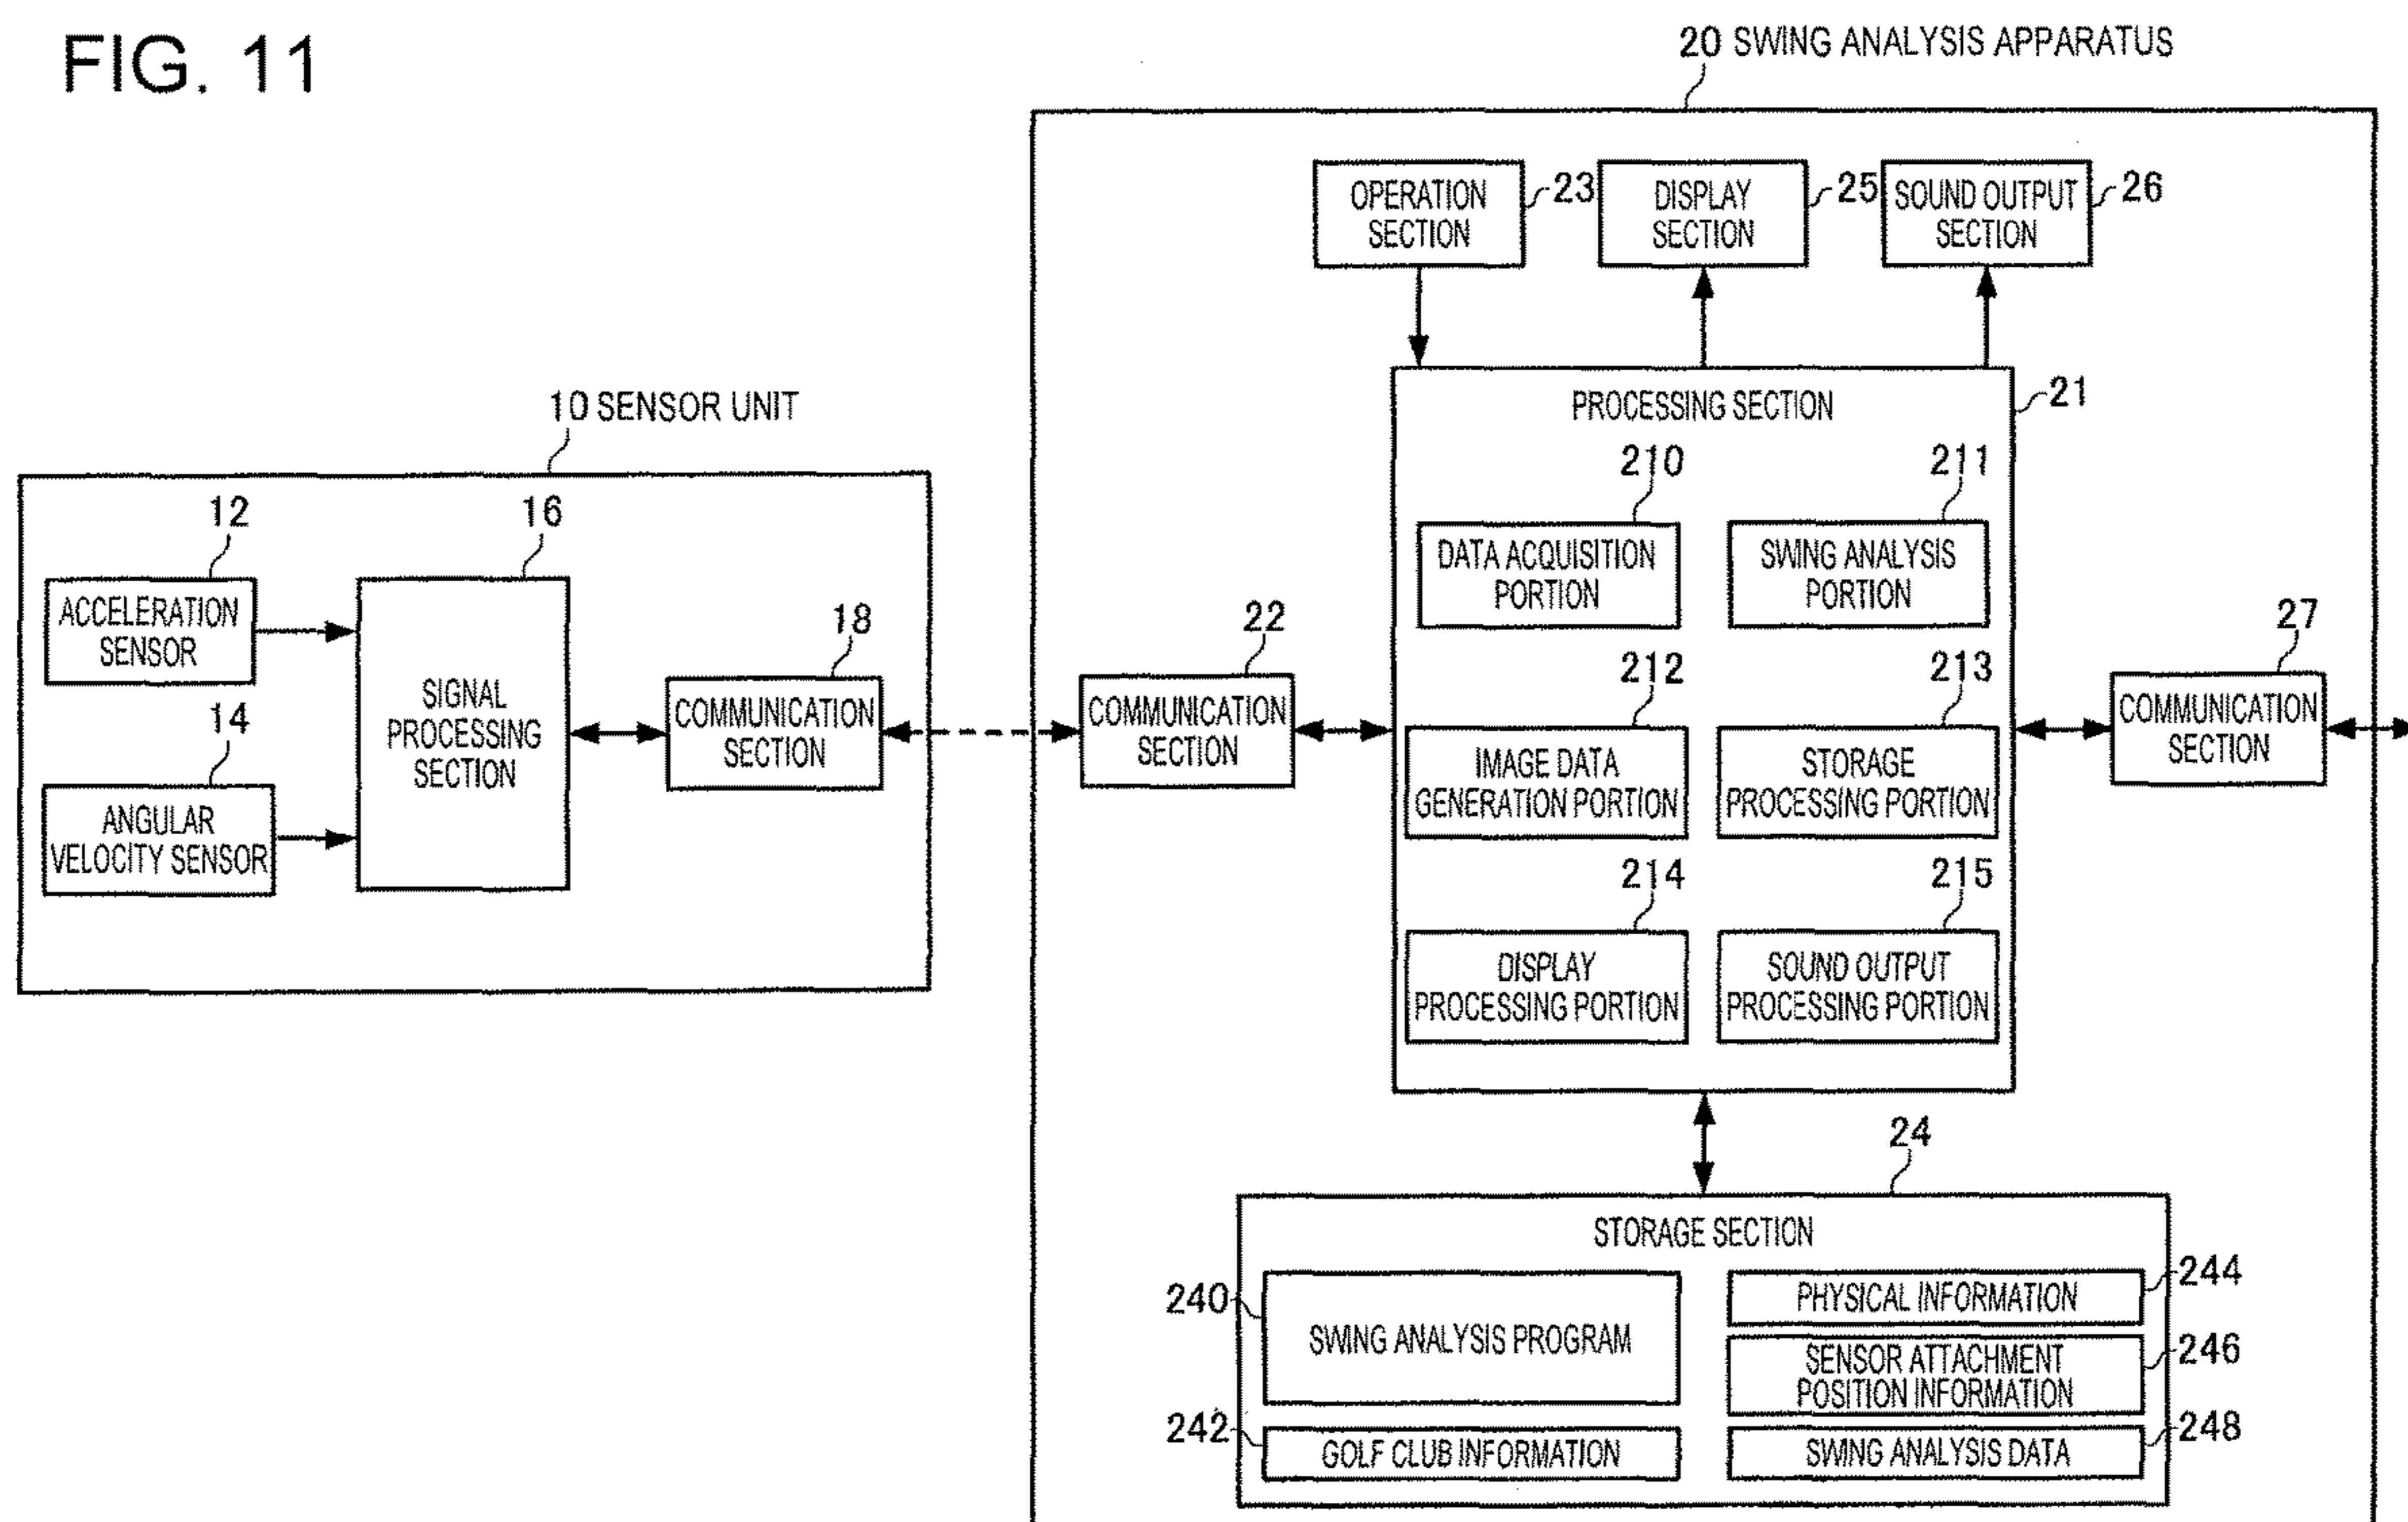 FIG. 11
20 SWING ANALYSIS APPARATUS
OPERATION
SECTION
23
DISPLAY
SECTION
25
SOUND OUTPUT
SECTION
26
10 SENSOR UNIT
12
ACCELERATION
SENSOR
14
ANGULAR
VELOCITY SENSOR
16
SIGNAL
PROCESSING
SECTION
18
COMMUNICATION
SECTION
22
COMMUNICATION
SECTION
PROCESSING SECTION
21
210
DATA ACQUISITION
PORTION
211
SWING ANALYSIS
PORTION
212
IMAGE DATA
GENERATION PORTION
213
STORAGE
PROCESSING PORTION
214
DISPLAY
PROCESSING PORTION
215
SOUND OUTPUT
PROCESSING PORTION
27
COMMUNICATION
SECTION
24
STORAGE SECTION
240
SWING ANALYSIS PROGRAM
242
GOLF CLUB INFORMATION
PHYSICAL INFORMATION
244
SENSOR ATTACHMENT
POSITION INFORMATION
246
SWING ANALYSIS DATA
248